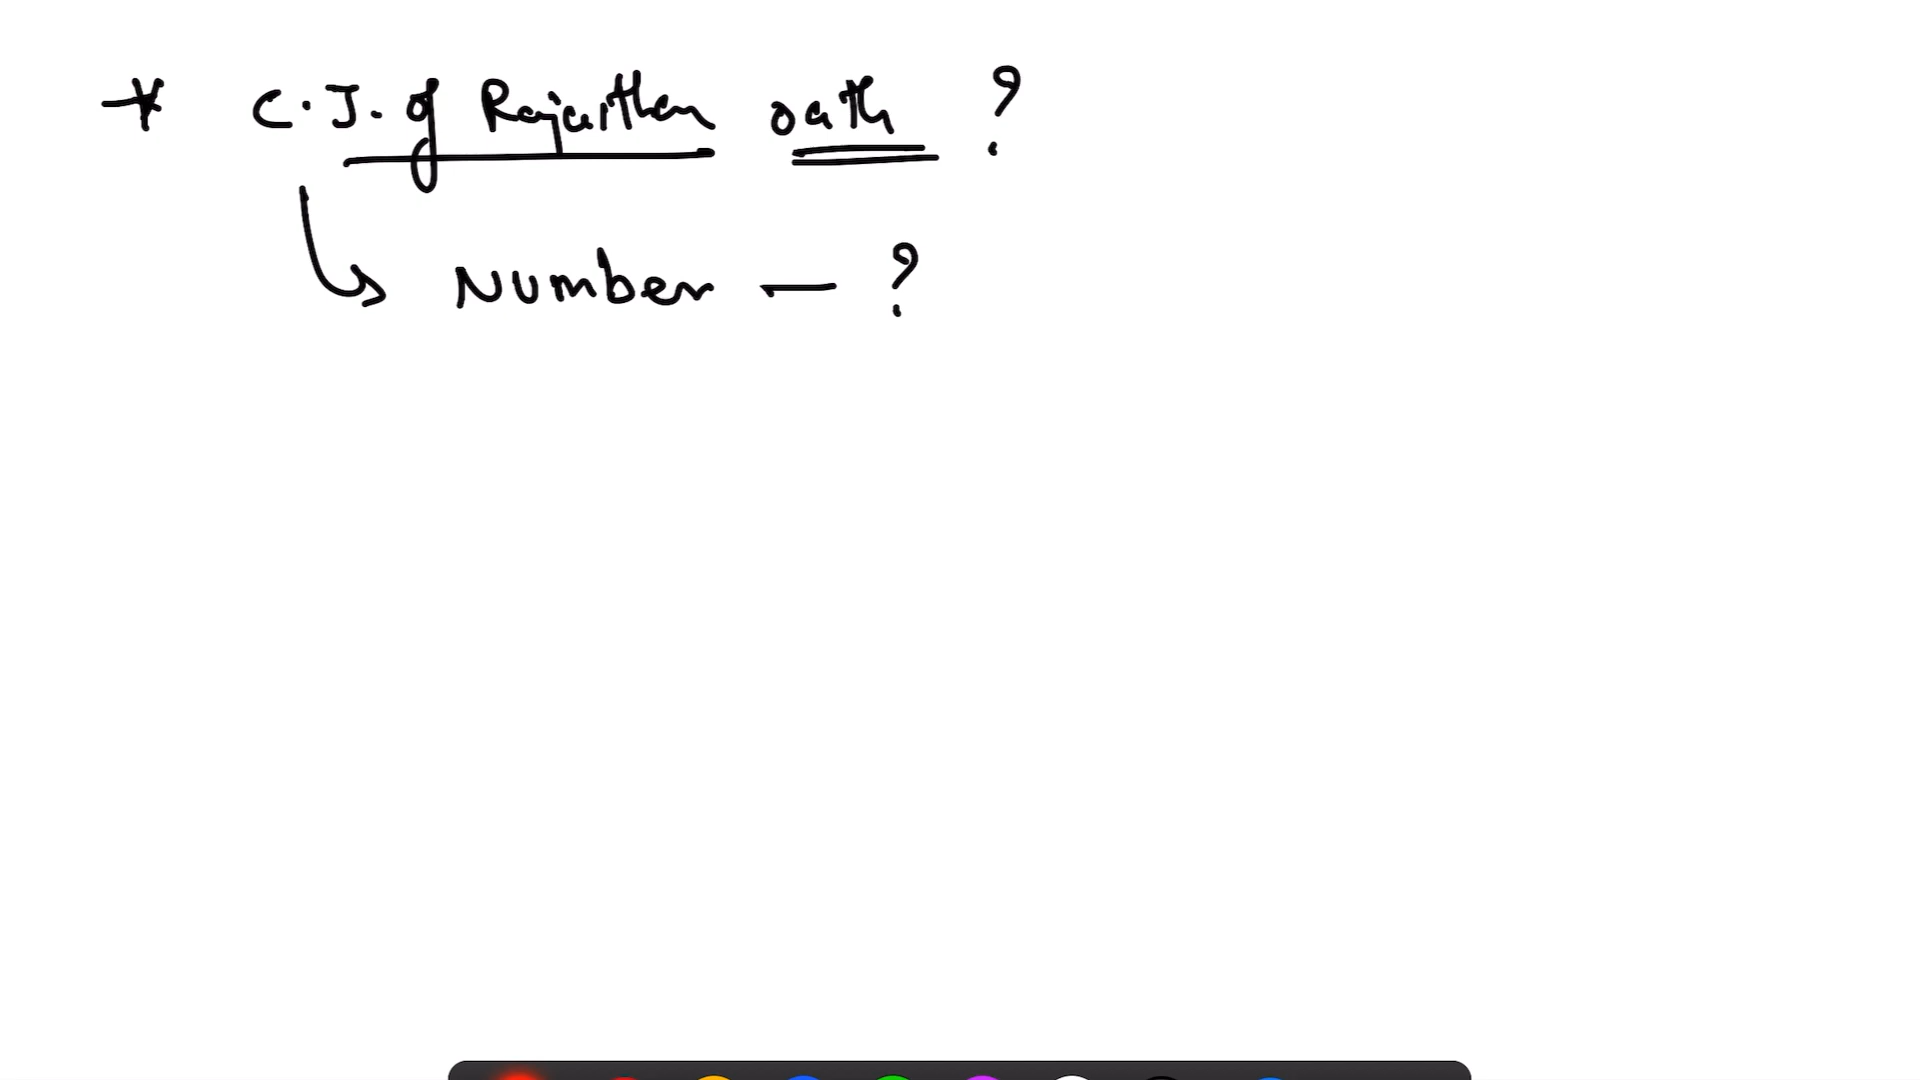 * C.J. of Rajasthan oath ?
↳ Number — ?